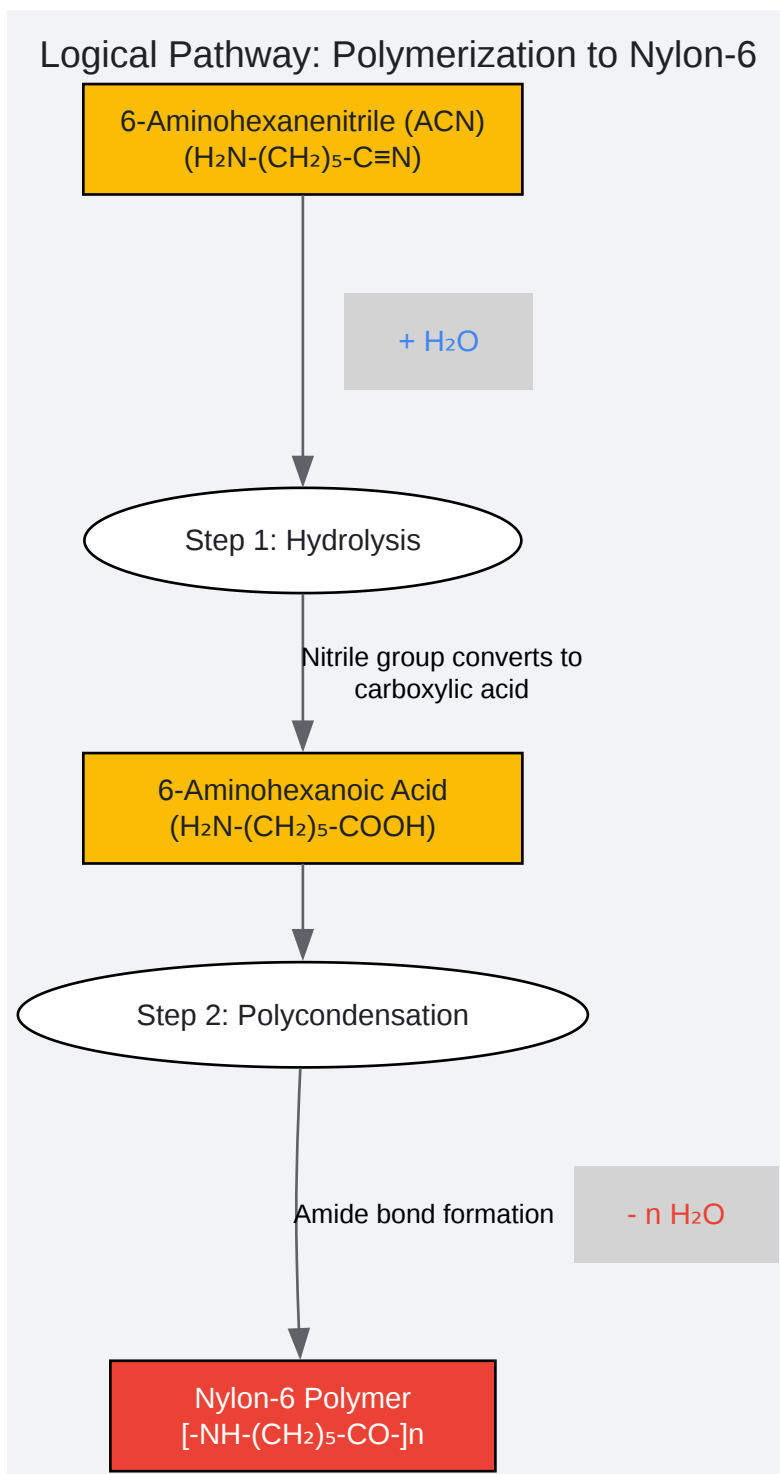 Logical Pathway: Polymerization to Nylon-6
6-Aminohexanenitrile (ACN)
(H₂N-(CH₂)₅-C≡N)
+ H₂O
Step 1: Hydrolysis
Nitrile group converts to
carboxylic acid
6-Aminohexanoic Acid
(H₂N-(CH₂)₅-COOH)
Step 2: Polycondensation
Amide bond formation
- n H₂O
Nylon-6 Polymer
[-NH-(CH₂)₅-CO-]n